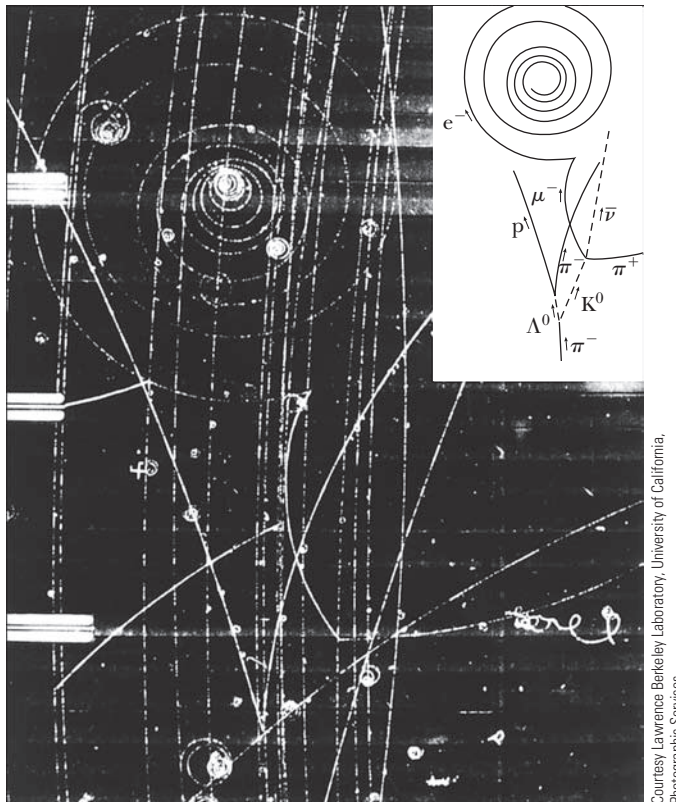 e⁻
μ⁻
ν̄
p
π⁻
π⁺
Λ⁰
K⁰
π⁻
Courtesy Lawrence Berkeley Laboratory, University of California,
Photographic Services